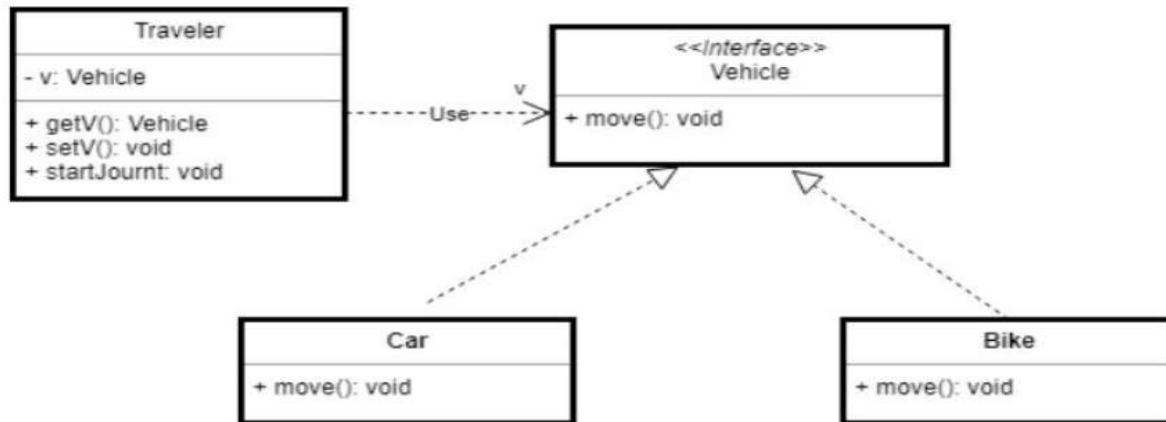 Traveler
- v: Vehicle
+ getV(): Vehicle
+ setV(): void
+ startJournt: void
Use
v
<<Interface>>
Vehicle
+ move(): void
Car
+ move(): void
Bike
+ move(): void